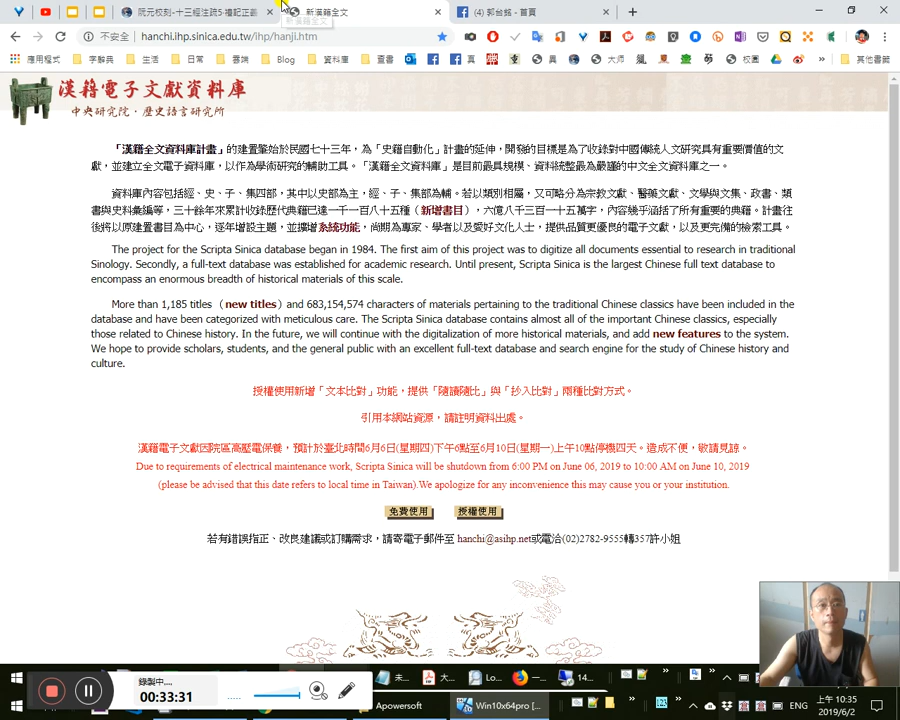 阮元校刻-十三經注疏5-禮記正義
新漢籍全文
(4) 郭台銘 - 首頁
新漢籍全文
不安全
hanchi.ihp.sinica.edu.tw/ihp/hanji.htm
應用程式
字辭典
生活
日常
雲端
Blog
資料庫
查書
真
異
大師
校園
其他書籤
漢籍電子文獻資料庫
中央研究院・歷史語言研究所
「漢籍全文資料庫計畫」的建置肇始於民國七十三年，為「史籍自動化」計畫的延伸，開發的目標是為了收錄對中國傳統人文研究具有重要價值的文
獻，並建立全文電子資料庫，以作為學術研究的輔助工具。「漢籍全文資料庫」是目前最具規模、資料統整最為嚴謹的中文全文資料庫之一。
資料庫內容包括經、史、子、集四部，其中以史部為主，經、子、集部為輔。若以類別相屬，又可略分為宗教文獻、醫藥文獻、文學與文集、政書、類
書與史料彙編等，三十餘年來累計收錄歷代典籍已達一千一百八十五種（新增書目），六億八千三百一十五萬字，內容幾乎涵括了所有重要的典籍。計畫往
後將以原建置書目為中心，逐年增設主題，並擴增系統功能，尚期為專家、學者以及愛好文化人士，提供品質更優良的電子文獻，以及更完備的檢索工具。
The project for the Scripta Sinica database began in 1984. The first aim of this project was to digitize all documents essential to research in traditional
Sinology. Secondly, a full-text database was established for academic research. Until present, Scripta Sinica is the largest Chinese full text database to
encompass an enormous breadth of historical materials of this scale.
More than 1,185 titles （new titles）and 683,154,574 characters of materials pertaining to the traditional Chinese classics have been included in the
database and have been categorized with meticulous care. The Scripta Sinica database contains almost all of the important Chinese classics, especially
those related to Chinese history. In the future, we will continue with the digitalization of more historical materials, and add new features to the system.
We hope to provide scholars, students, and the general public with an excellent full-text database and search engine for the study of Chinese history and
culture.
授權使用新增「文本比對」功能，提供「隨讀隨比」與「抄入比對」兩種比對方式。
引用本網站資源，請註明資料出處。
漢籍電子文獻因院區高壓電保養，預計於臺北時間6月6日(星期四)下午6點至6月10日(星期一)上午10點停機四天。造成不便，敬請見諒。
Due to requirements of electrical maintenance work, Scripta Sinica will be shutdown from 6:00 PM on June 06, 2019 to 10:00 AM on June 10, 2019
(please be advised that this date refers to local time in Taiwan).We apologize for any inconvenience this may cause you or your institution.
免費使用
授權使用
若有錯誤指正、改良建議或訂購需求，請寄電子郵件至 hanchi@asihp.net或電洽(02)2782-9555轉357許小姐
錄製中...
00:33:31
未...
大...
Lo...
一...
14...
Apowersoft
Win10x64pro [...
ENG
上午 10:35
2019/6/2